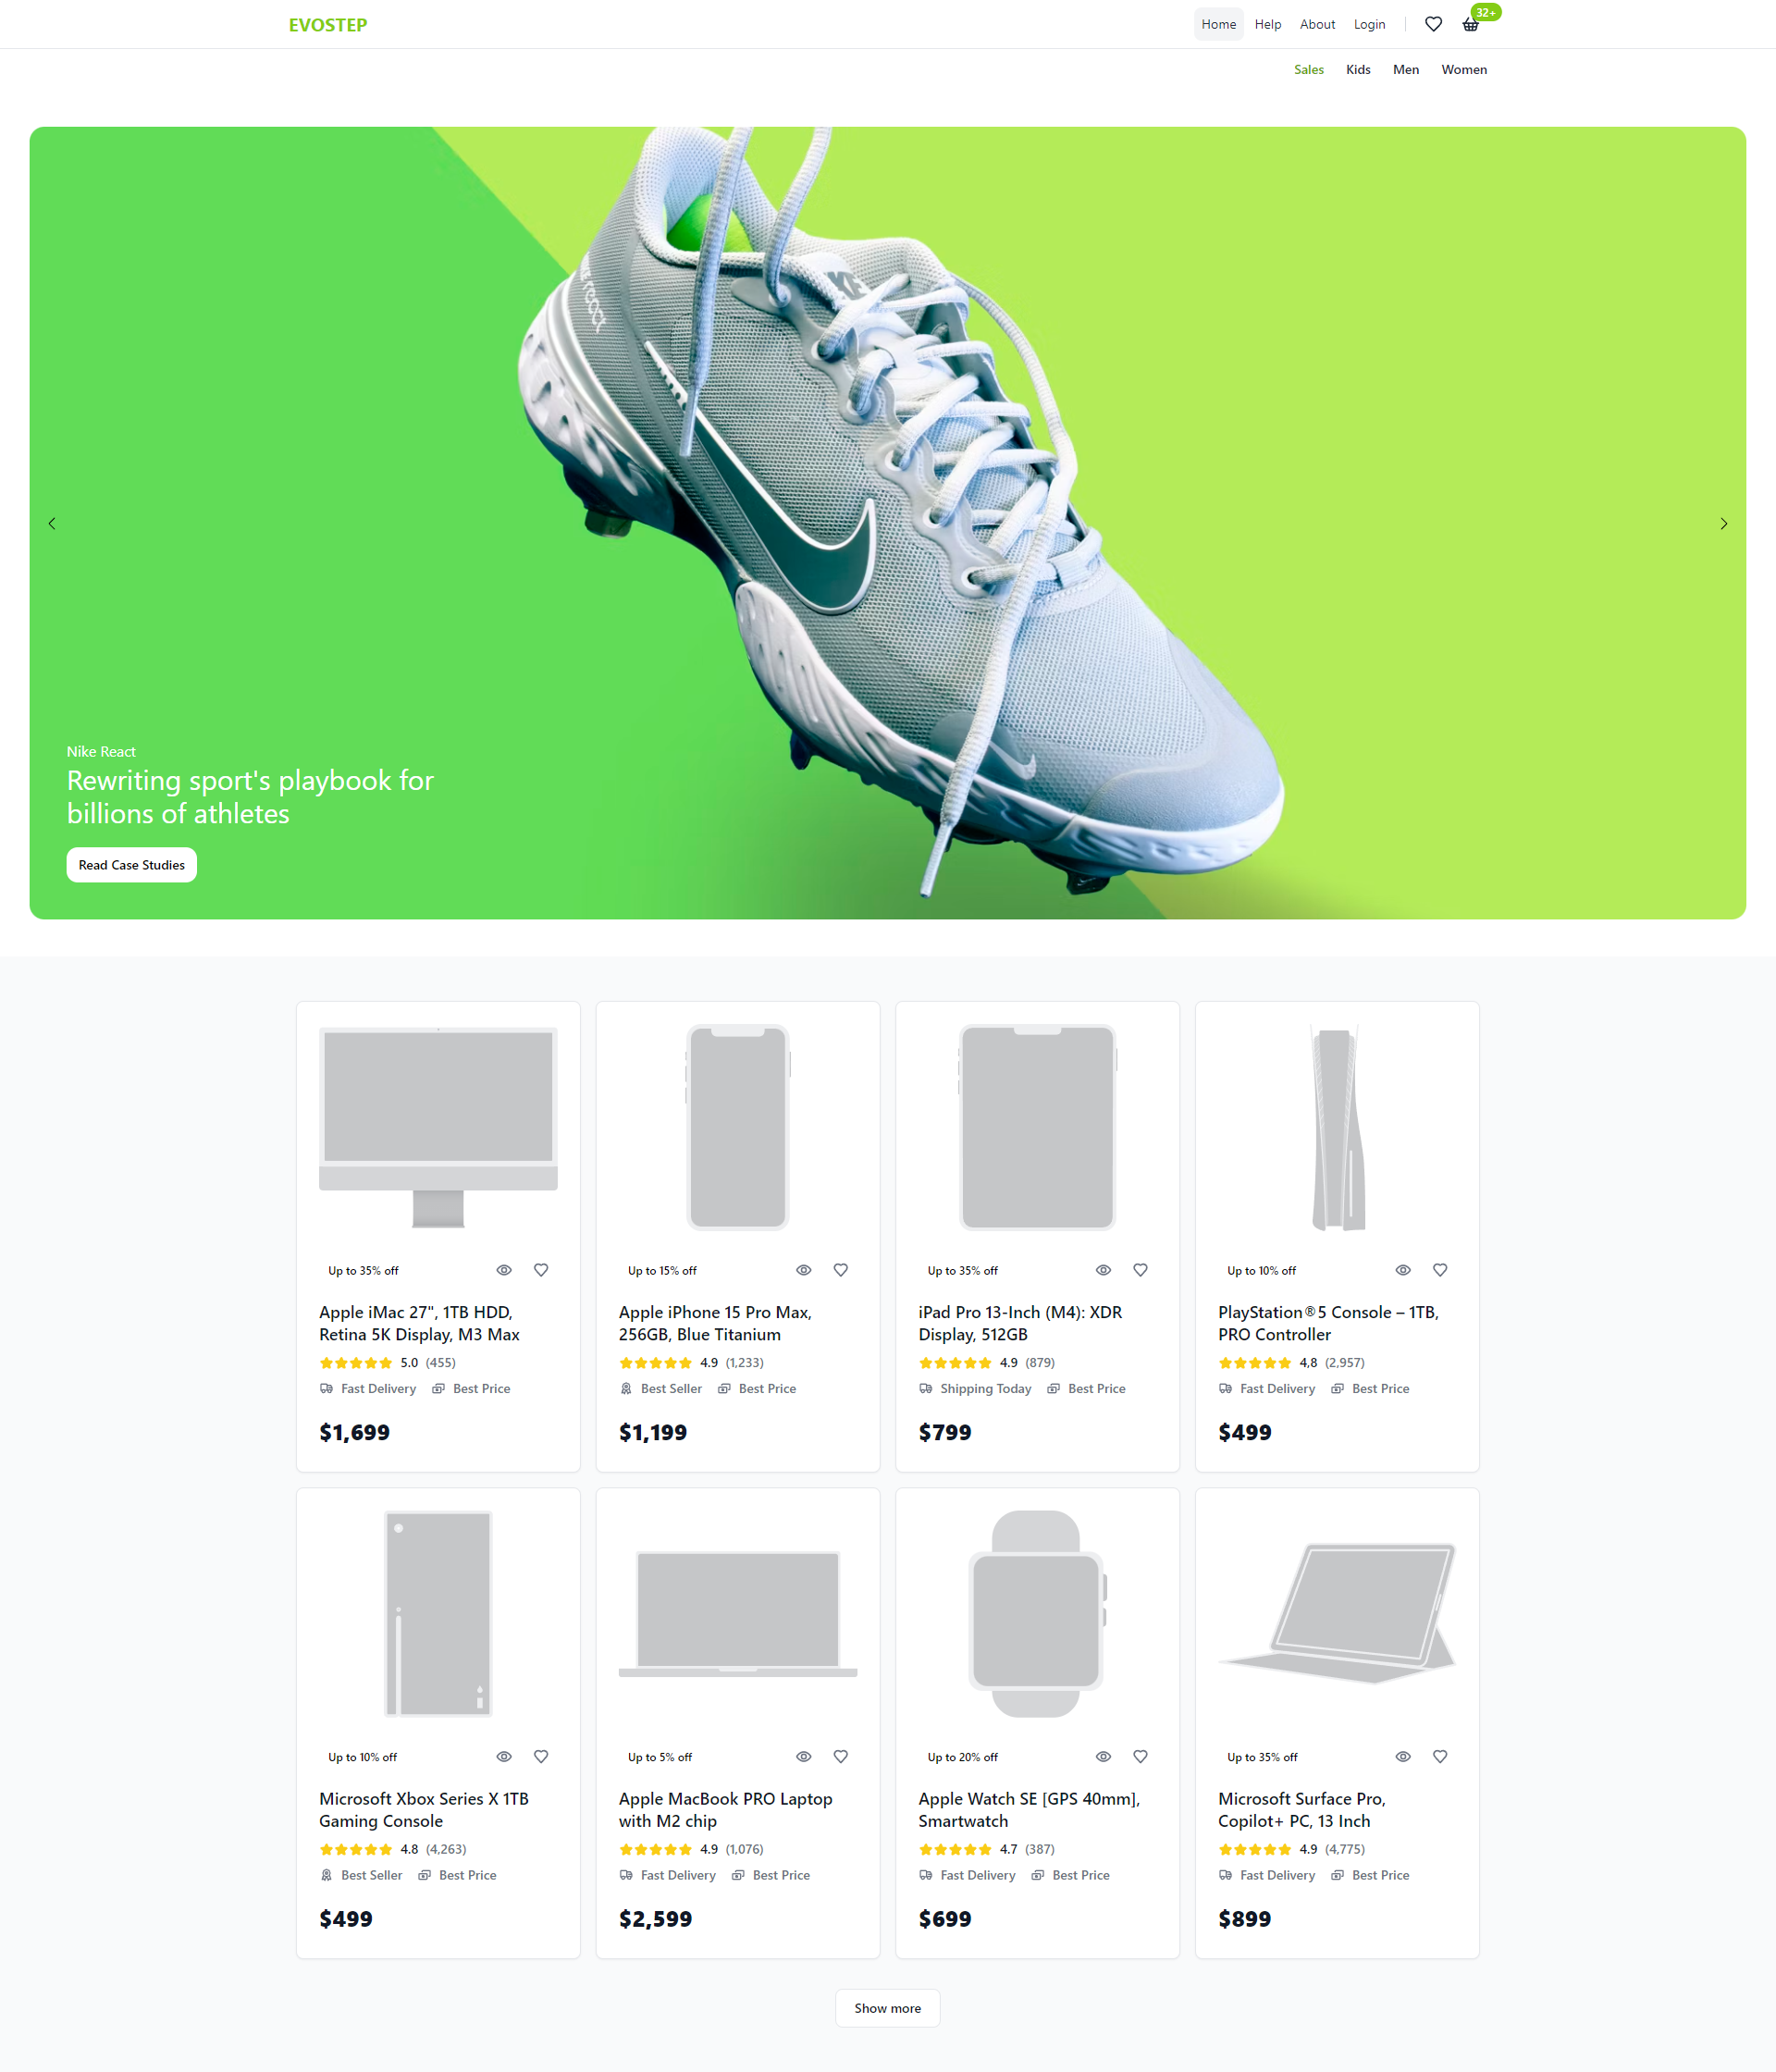 EVOSTEP
Home Help About Login 32+
Sales Kids Men Women
Nike React
Rewriting sport's playbook for
billions of athletes
Read Case Studies
Up to 35% off
Apple iMac 27", 1TB HDD,
Retina 5K Display, M3 Max
5.0 (455)
Fast Delivery Best Price
$1,699
Up to 15% off
Apple iPhone 15 Pro Max,
256GB, Blue Titanium
4.9 (1,233)
Best Seller Best Price
$1,199
Up to 35% off
iPad Pro 13-Inch (M4): XDR
Display, 512GB
4.9 (879)
Shipping Today Best Price
$799
Up to 10% off
PlayStation®5 Console – 1TB,
PRO Controller
4.8 (2,957)
Fast Delivery Best Price
$499
Up to 10% off
Microsoft Xbox Series X 1TB
Gaming Console
4.8 (4,263)
Best Seller Best Price
$499
Up to 5% off
Apple MacBook PRO Laptop
with M2 chip
4.9 (1,076)
Fast Delivery Best Price
$2,599
Up to 20% off
Apple Watch SE [GPS 40mm],
Smartwatch
4.7 (387)
Fast Delivery Best Price
$699
Up to 35% off
Microsoft Surface Pro,
Copilot+ PC, 13 Inch
4.9 (4,775)
Fast Delivery Best Price
$899
Show more